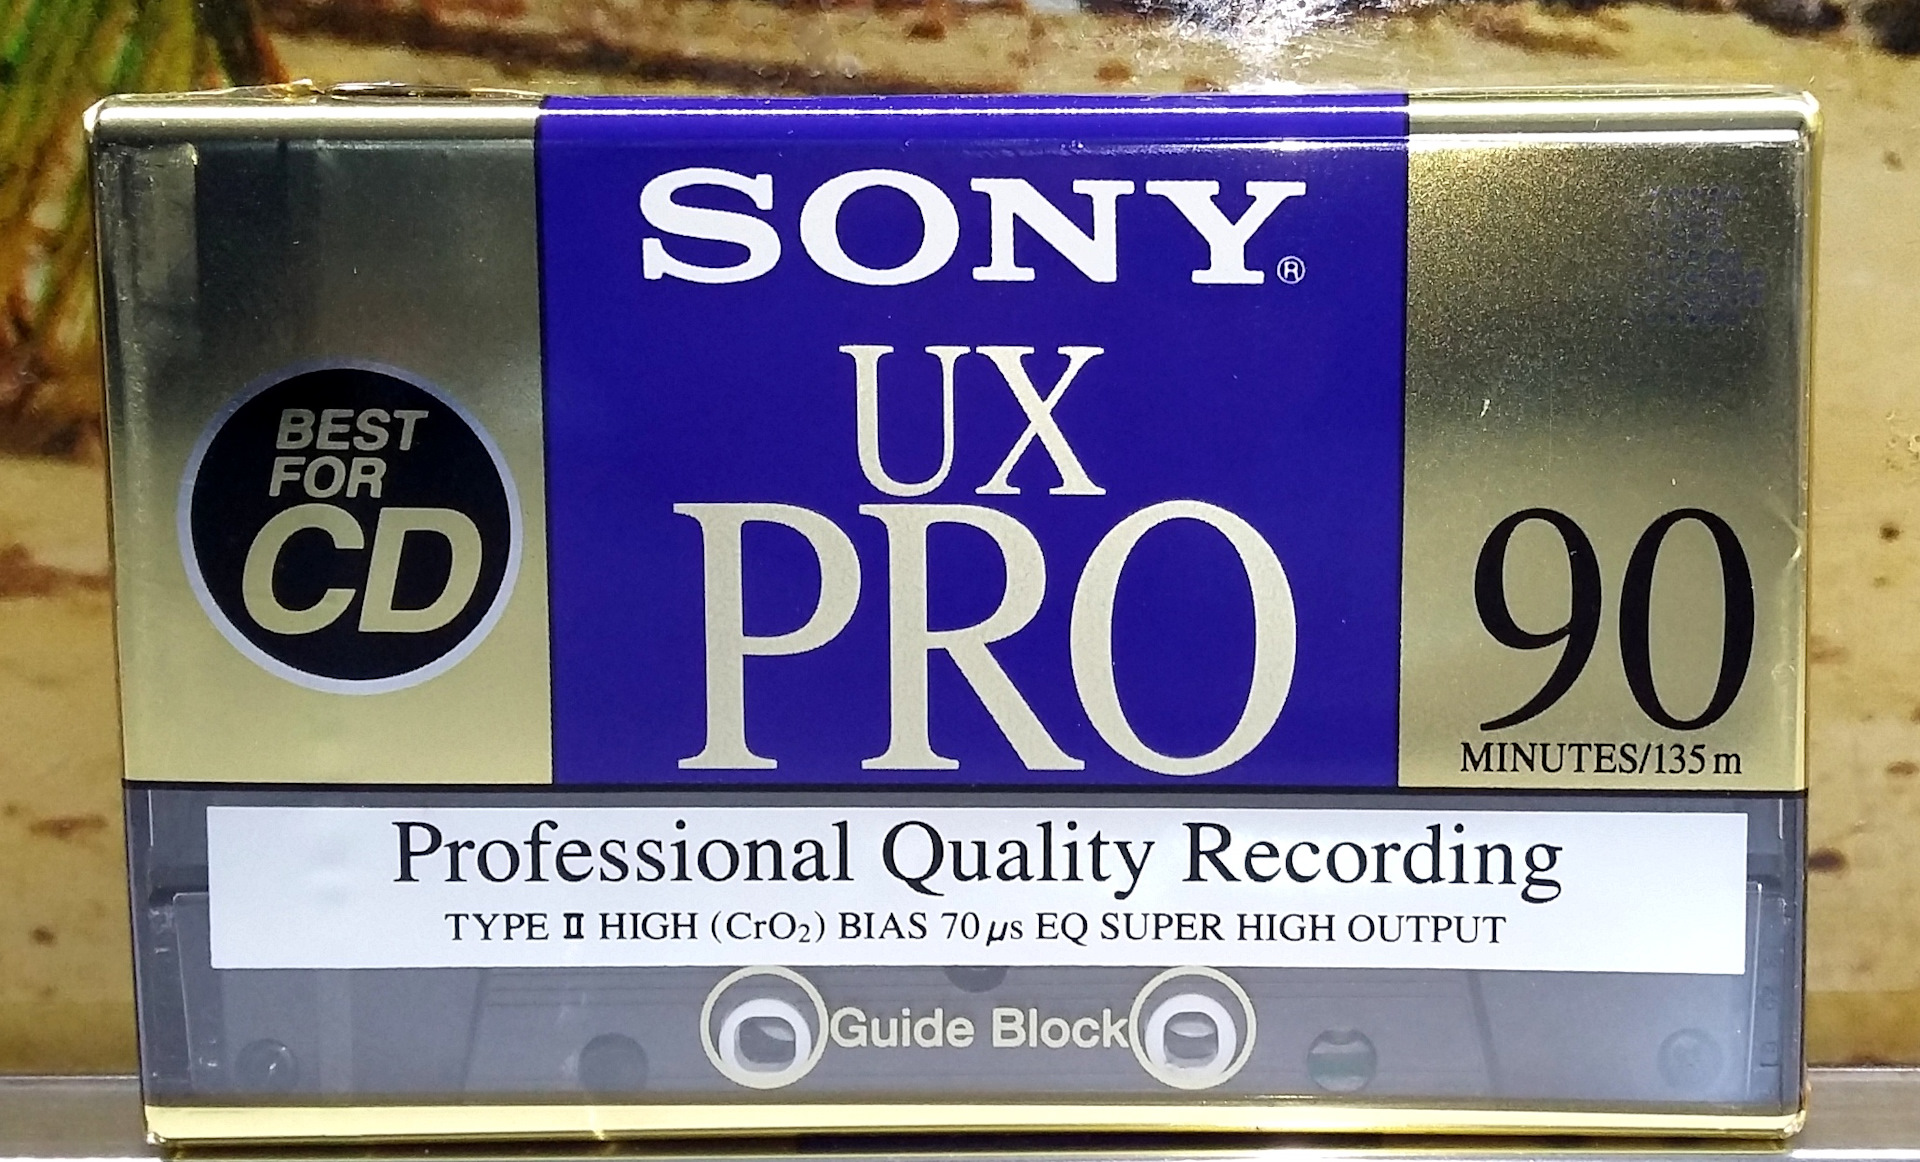 SONY®
UX
PRO
BEST
FOR
CD
90
MINUTES/135 m
Professional Quality Recording
TYPE Ⅱ HIGH (CrO₂) BIAS 70 μs EQ SUPER HIGH OUTPUT
Guide Block